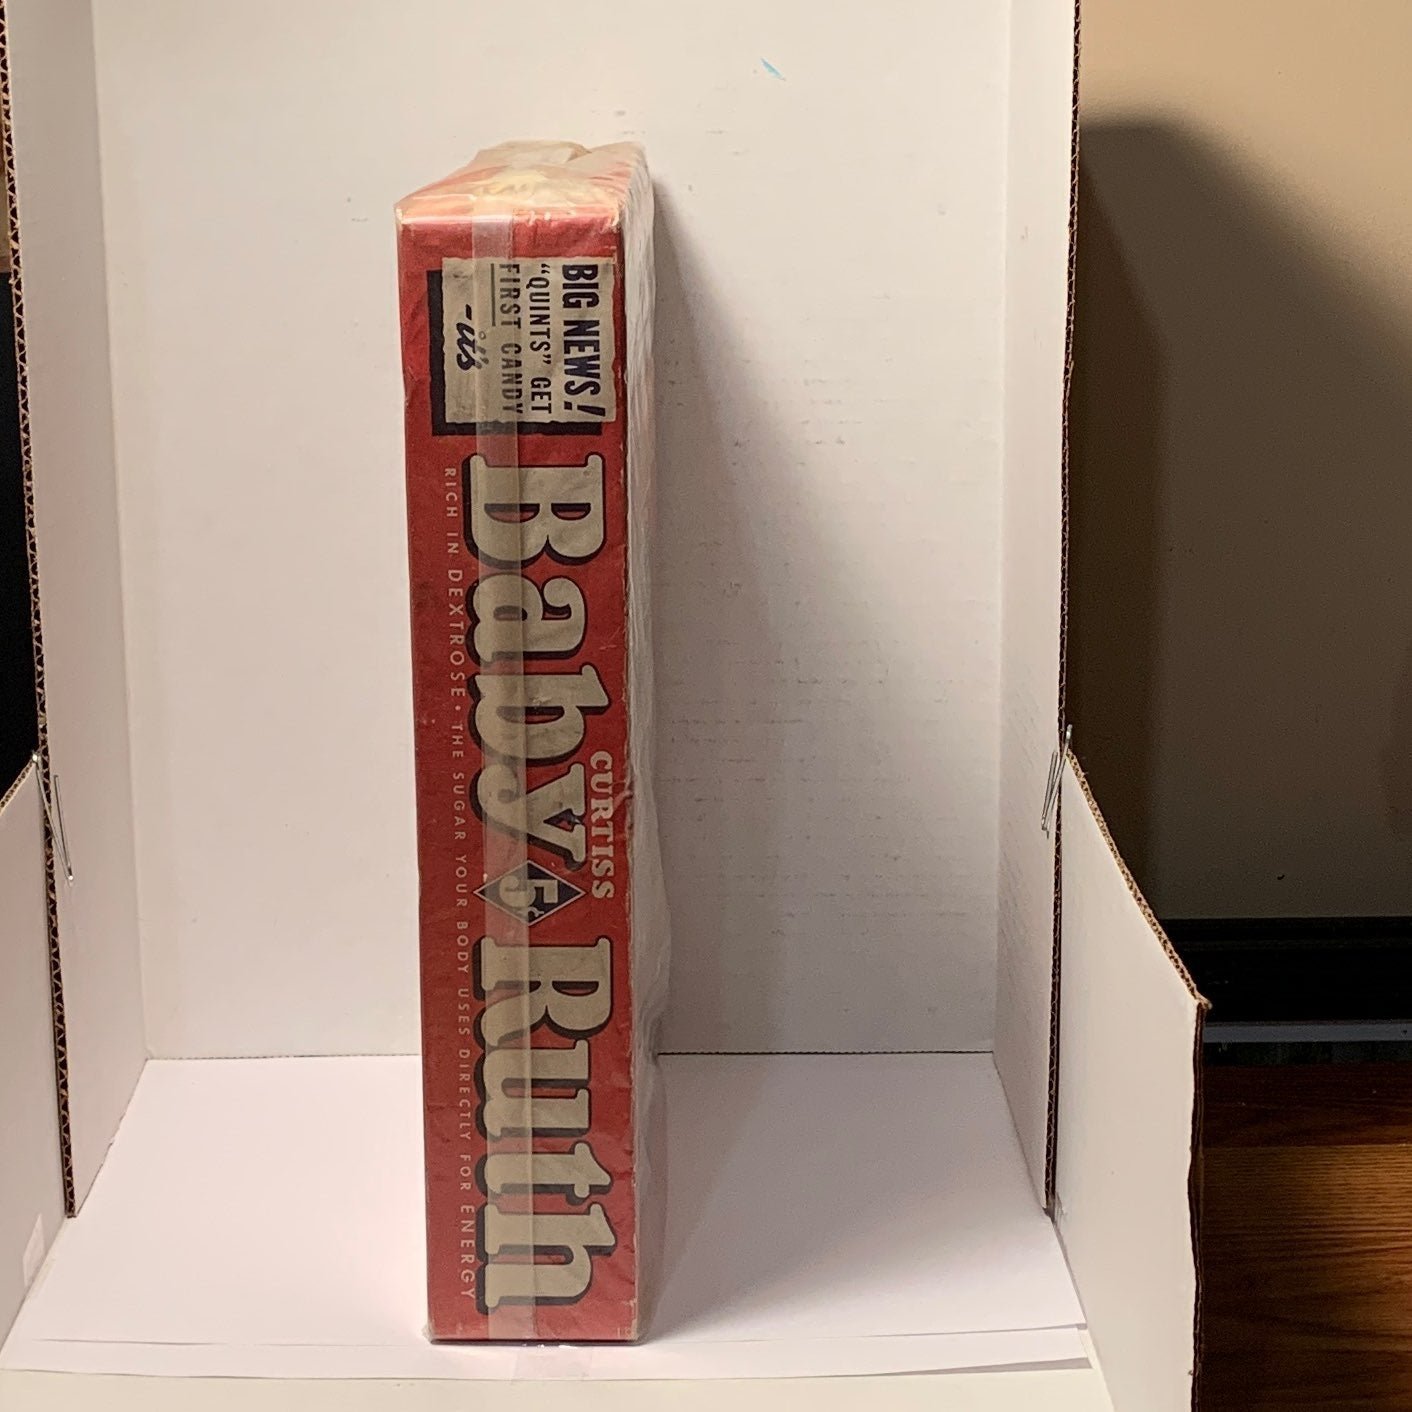 BIG NEWS!
"QUINTS" GET
FIRST CANDY
-it's
CURTISS
Baby 5¢ Ruth
RICH IN DEXTROSE • THE SUGAR YOUR BODY USES DIRECTLY FOR ENERGY